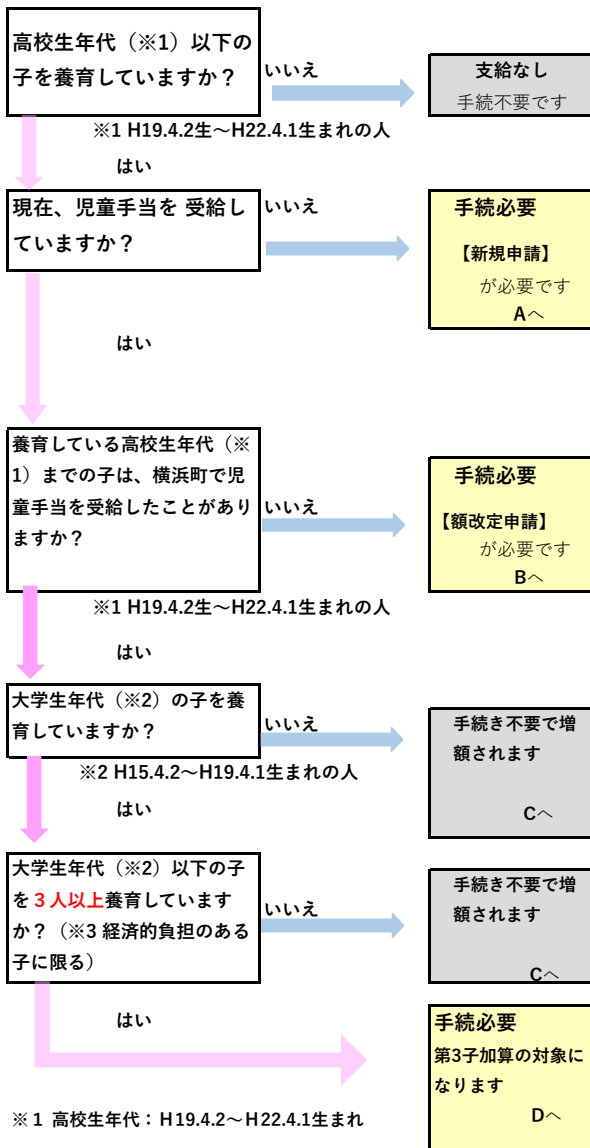 高校生年代（※1）以下の
子を養育していますか？
いいえ
支給なし
手続不要です
※1 H19.4.2生～H22.4.1生まれの人
はい
現在、児童手当を 受給し
ていますか？
いいえ
手続必要
【新規申請】
が必要です
Aへ
はい
養育している高校生年代（※
1）までの子は、横浜町で児
童手当を受給したことがあり
ますか？
いいえ
手続必要
【額改定申請】
が必要です
Bへ
※1 H19.4.2生～H22.4.1生まれの人
はい
大学生年代（※2）の子を養
育していますか？
いいえ
手続き不要で増
額されます
Cへ
※2 H15.4.2～H19.4.1生まれの人
はい
大学生年代（※2）以下の子
を３人以上養育しています
か？（※3 経済的負担のある
子に限る）
いいえ
手続き不要で増
額されます
Cへ
はい
手続必要
第3子加算の対象に
なります
Dへ
※１ 高校生年代：Ｈ19.4.2～Ｈ22.4.1生まれ